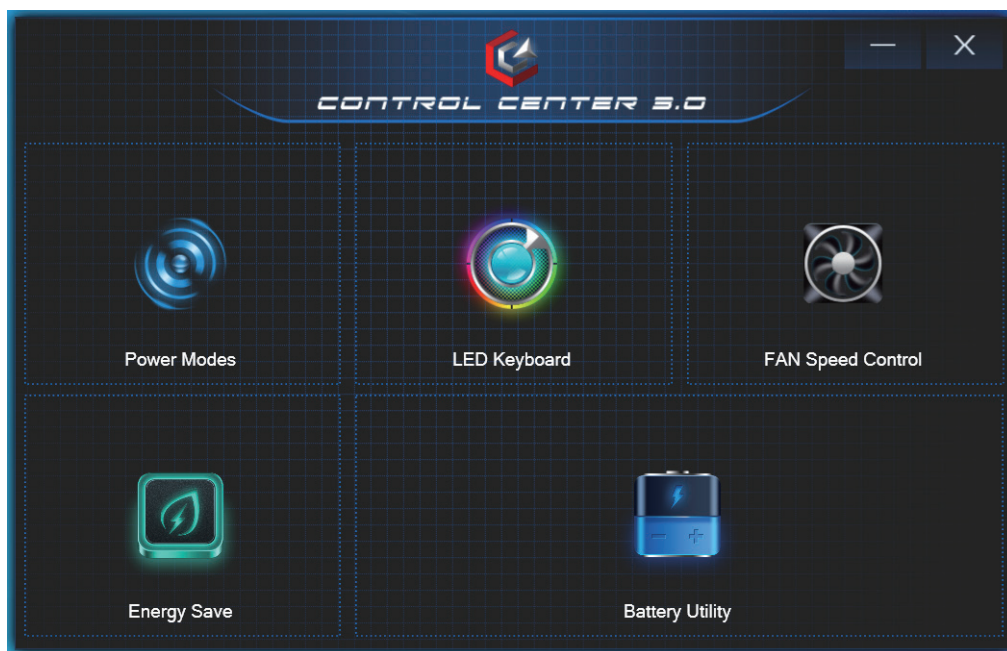 CONTROL CENTER 3.0
Power Modes
LED Keyboard
FAN Speed Control
Energy Save
Battery Utility